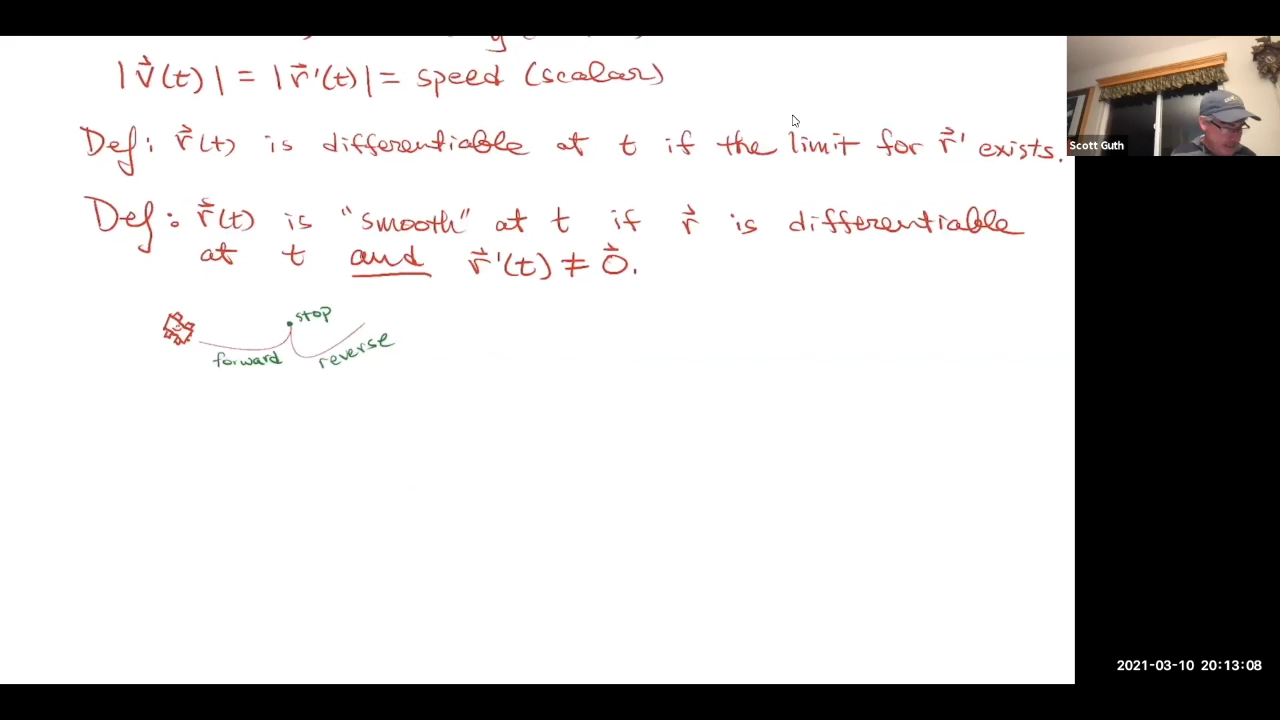 |v⃗(t)| = |r⃗'(t)| = speed (scalar)
Def: r⃗(t) is differentiable at t if the limit for r⃗' exists.
Def: r⃗(t) is "smooth" at t if r⃗ is differentiable
at t and r⃗'(t) ≠ 0⃗.
stop
forward
reverse
Scott Guth
2021-03-10 20:13:08